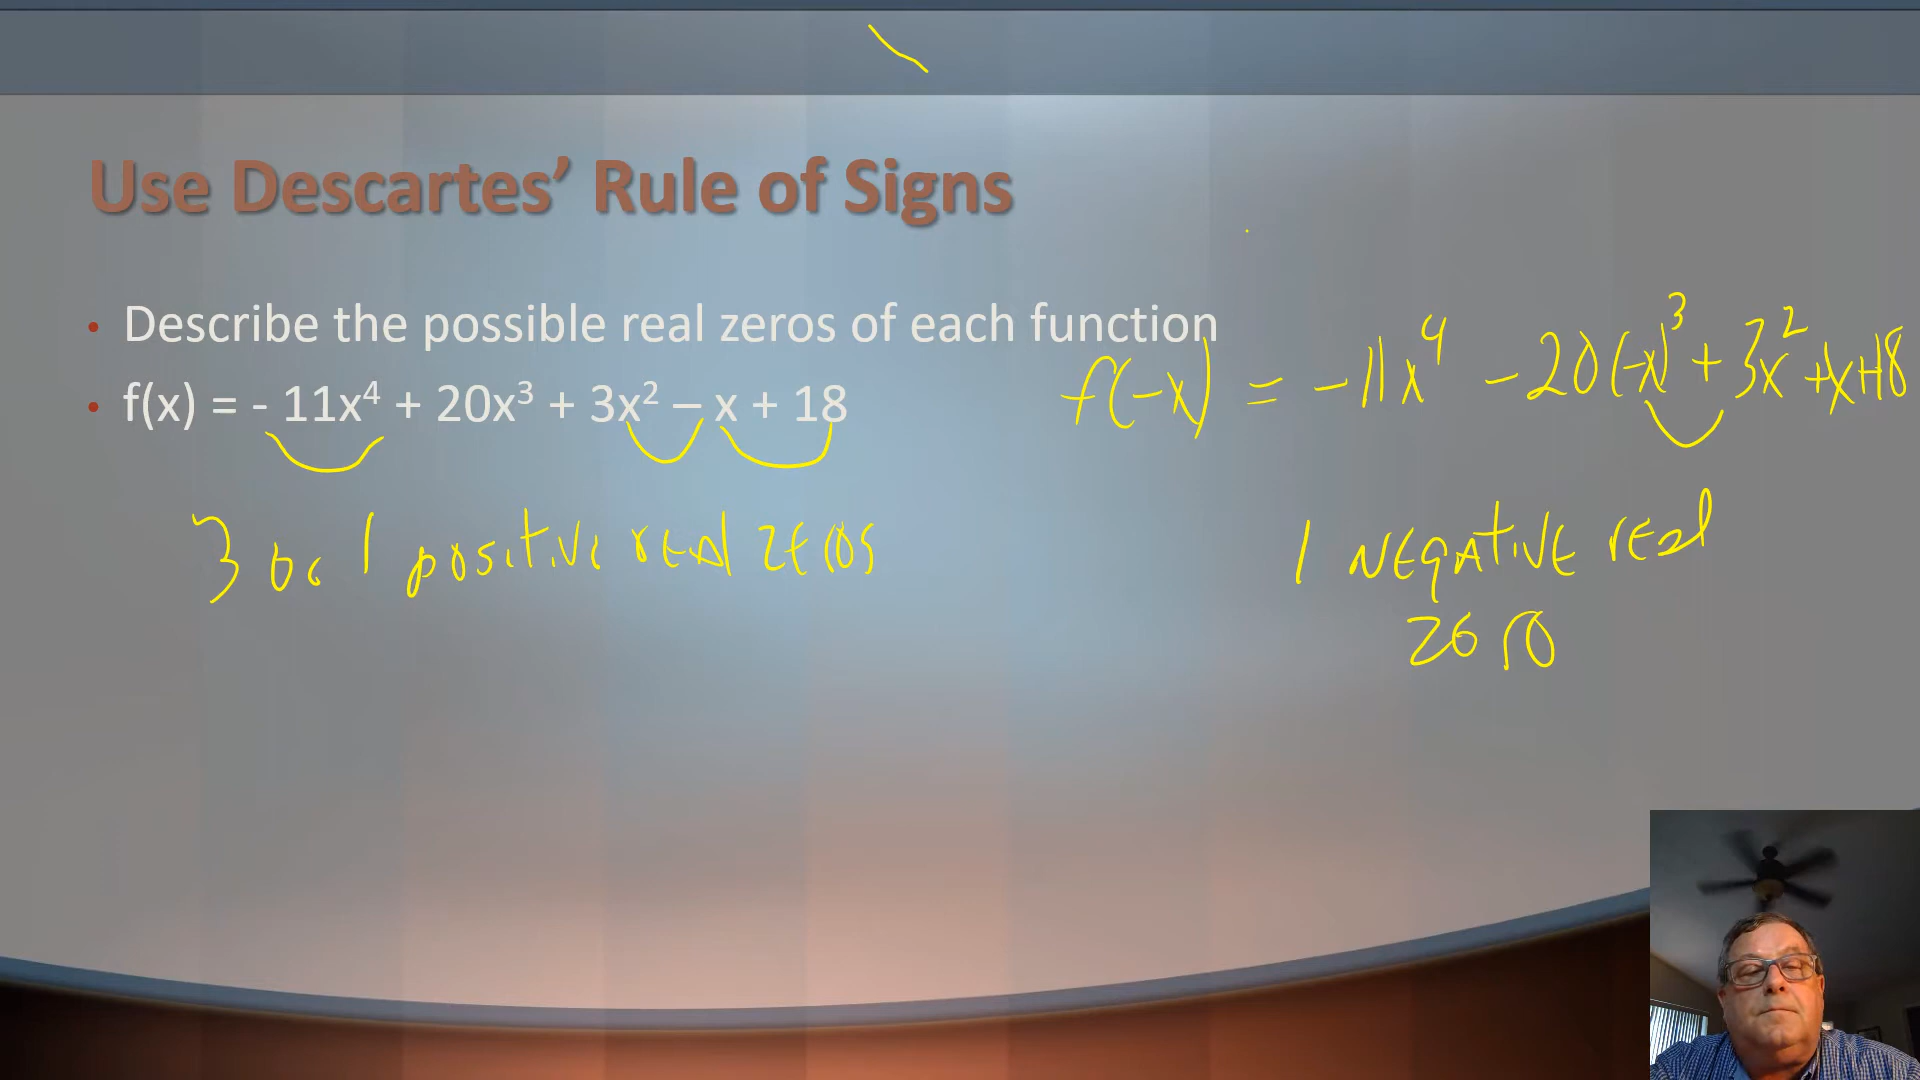 Use Descartes’ Rule of Signs
• Describe the possible real zeros of each function
• f(x) = - 11x⁴ + 20x³ + 3x² – x + 18
f(-x) = -11x⁴ - 20(-x)³ + 3x² + x + 18
3 or 1 positive real zeros
1 negative real
zero